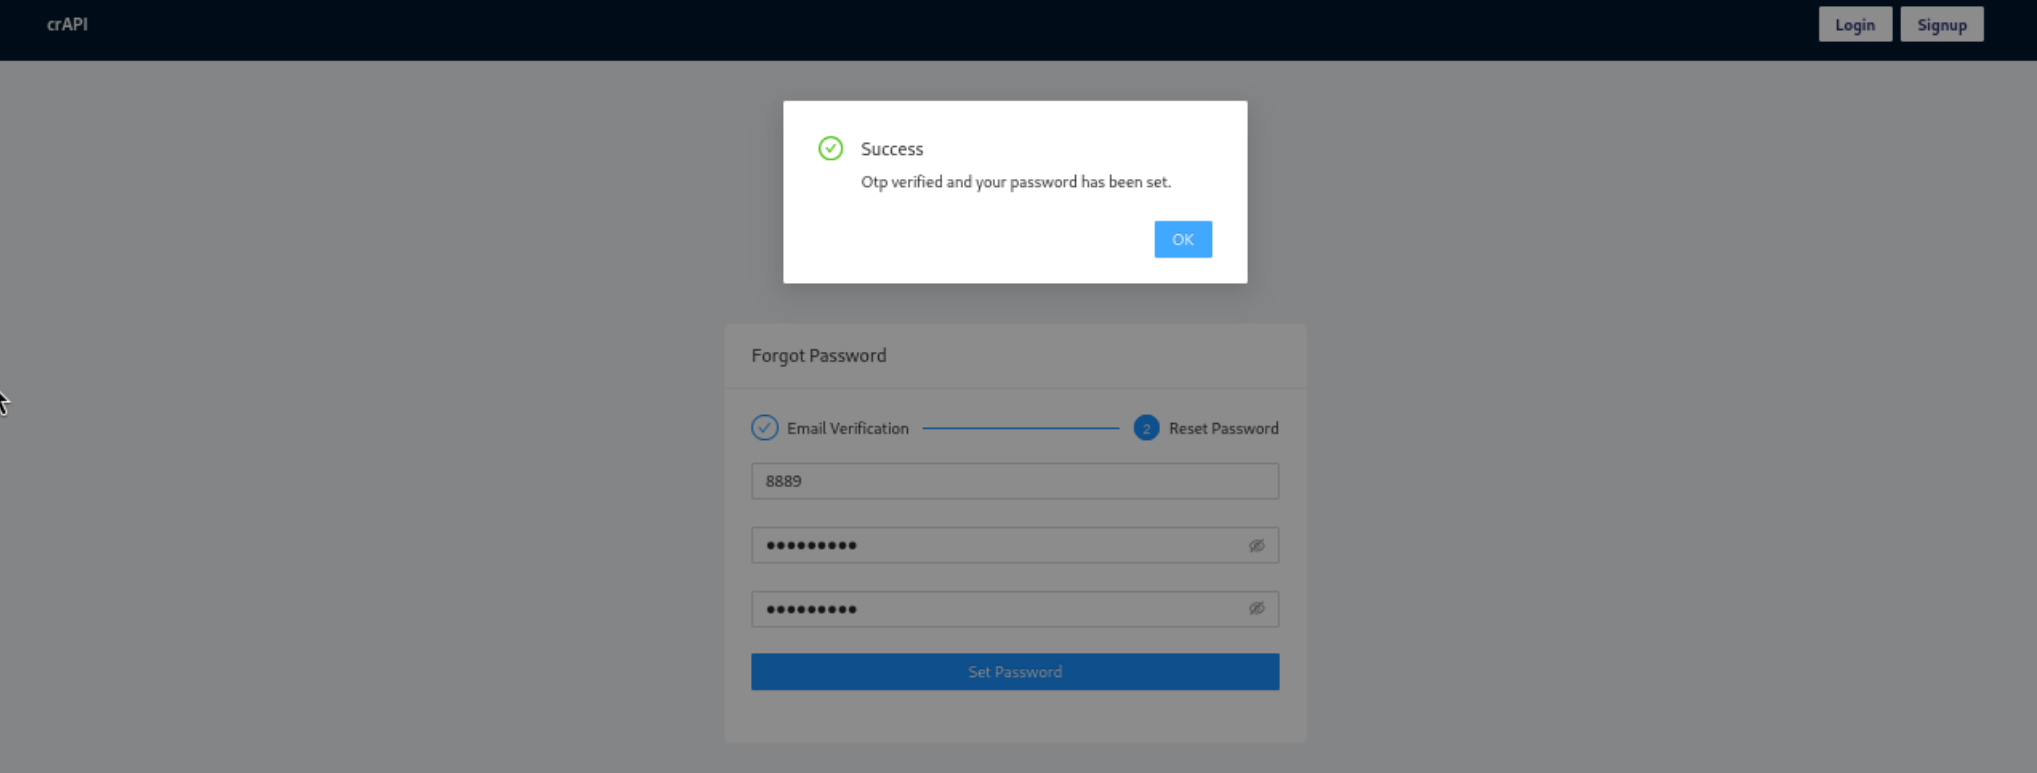 crAPI
Login
Signup
Success
Otp verified and your password has been set.
OK
Forgot Password
Email Verification
2
Reset Password
8889
•••••••••
•••••••••
Set Password